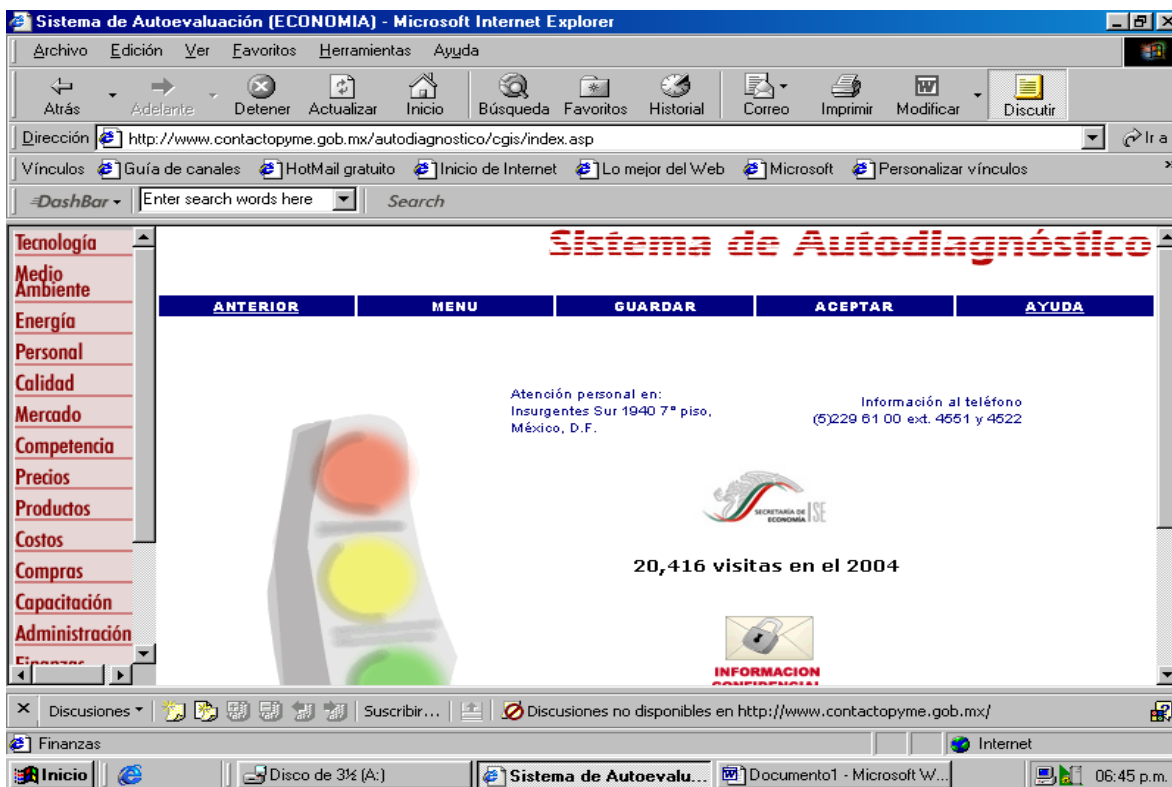 Sistema de Autoevaluación (ECONOMIA) - Microsoft Internet Explorer
Archivo Edición Ver Favoritos Herramientas Ayuda
Atrás Adelante Detener Actualizar Inicio Búsqueda Favoritos Historial Correo Imprimir Modificar Discutir
Dirección http://www.contactopyme.gob.mx/autodiagnostico/cgis/index.asp Ir a
Vínculos Guía de canales HotMail gratuito Inicio de Internet Lo mejor del Web Microsoft Personalizar vínculos »
DashBar Enter search words here Search
Tecnología
Medio
Ambiente
Energía
Personal
Calidad
Mercado
Competencia
Precios
Productos
Costos
Compras
Capacitación
Administración
Finanzas
Sistema de Autodiagnóstico
ANTERIOR MENU GUARDAR ACEPTAR AYUDA
Atención personal en:
Insurgentes Sur 1940 7º piso,
México, D.F.
Información al teléfono
(5)229 61 00 ext. 4551 y 4522
SECRETARÍA DE
ECONOMÍA
ISE
20,416 visitas en el 2004
INFORMACION
CONFIDENCIAL
Discusiones Suscribir... Discusiones no disponibles en http://www.contactopyme.gob.mx/
Finanzas Internet
Inicio Disco de 3½ (A:) Sistema de Autoevalu... Documento1 - Microsoft W... 06:45 p.m.